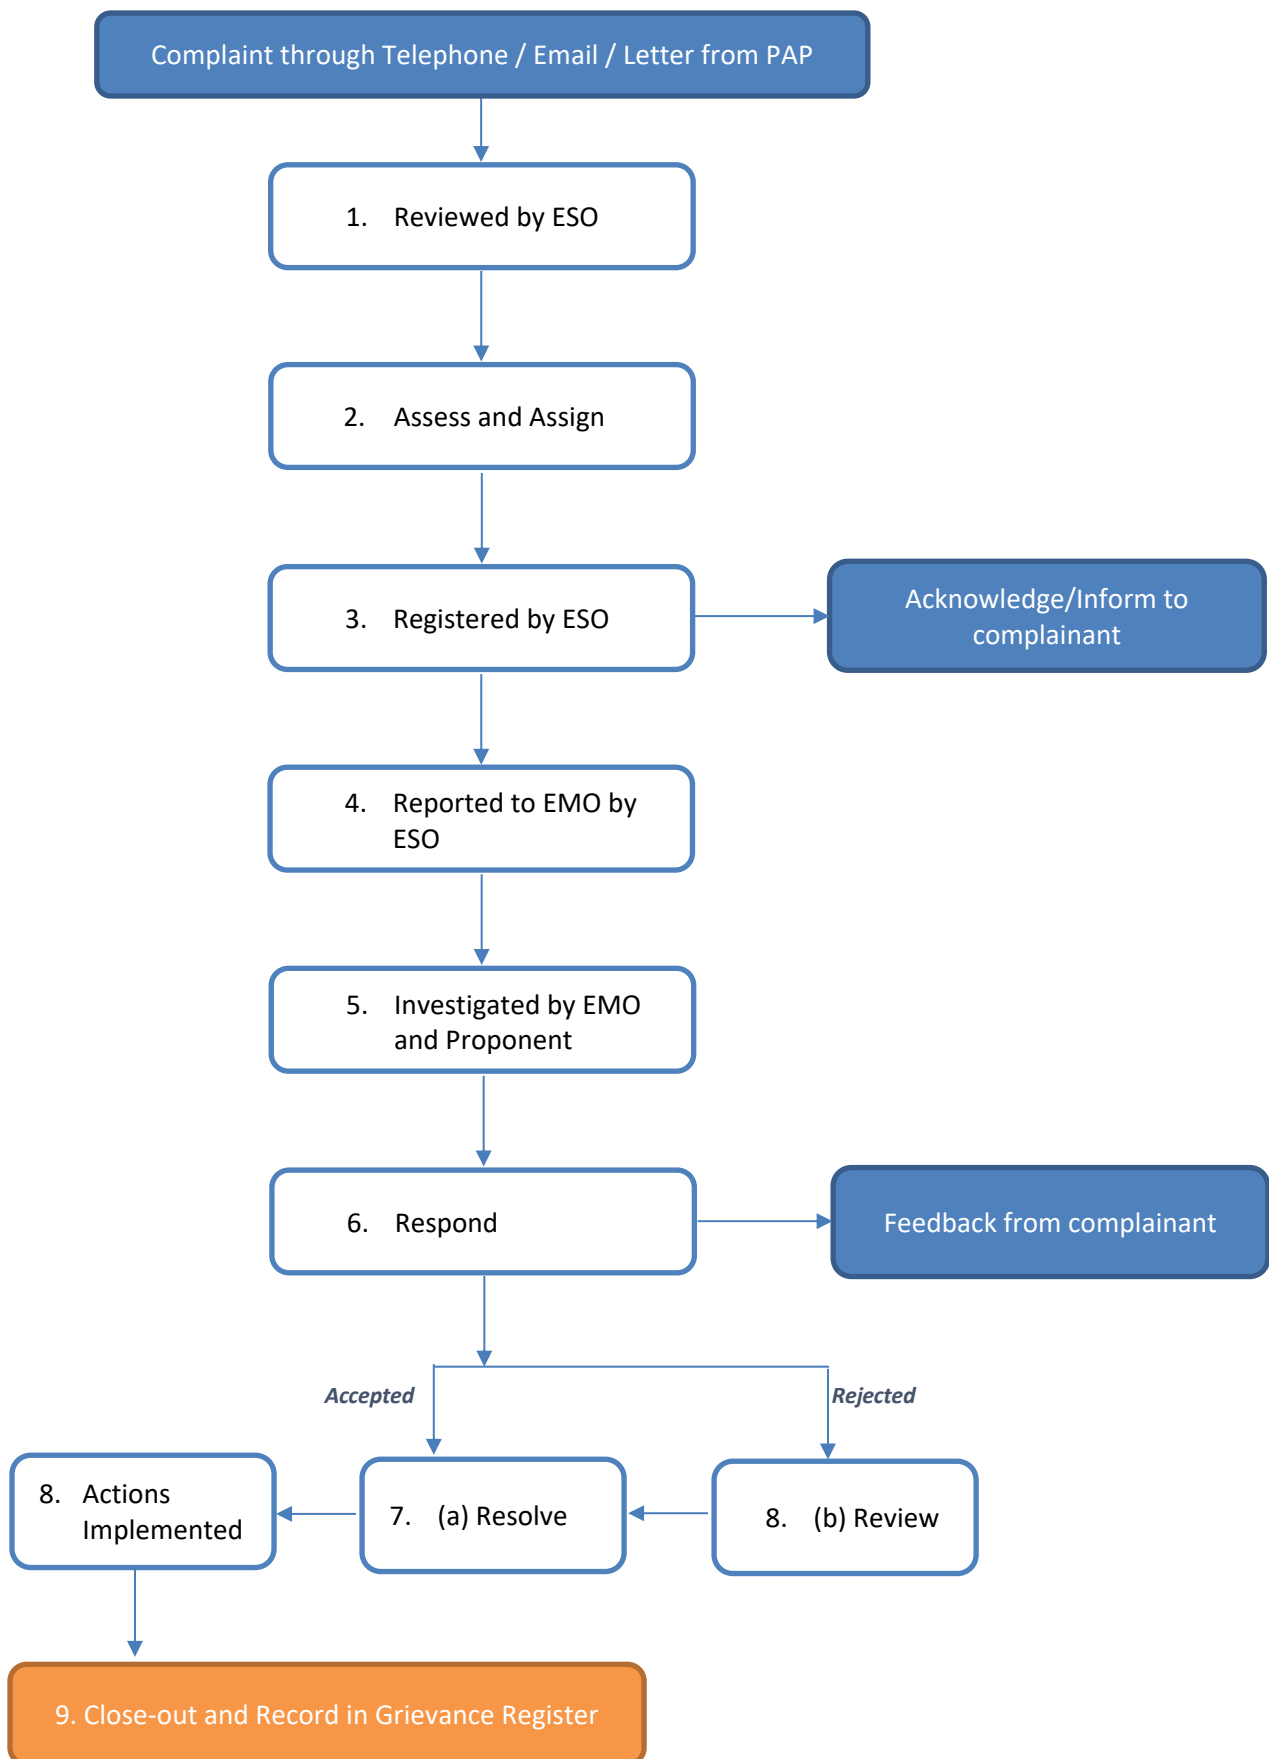 Complaint through Telephone / Email / Letter from PAP
1. Reviewed by ESO
2. Assess and Assign
3. Registered by ESO
Acknowledge/Inform to
complainant
4. Reported to EMO by
ESO
5. Investigated by EMO
and Proponent
6. Respond
Feedback from complainant
Accepted
Rejected
8. Actions
Implemented
7. (a) Resolve
8. (b) Review
9. Close-out and Record in Grievance Register